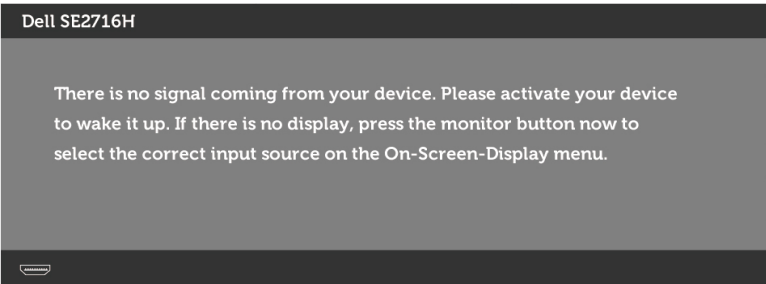 Dell SE2716H
There is no signal coming from your device. Please activate your device
to wake it up. If there is no display, press the monitor button now to
select the correct input source on the On-Screen-Display menu.